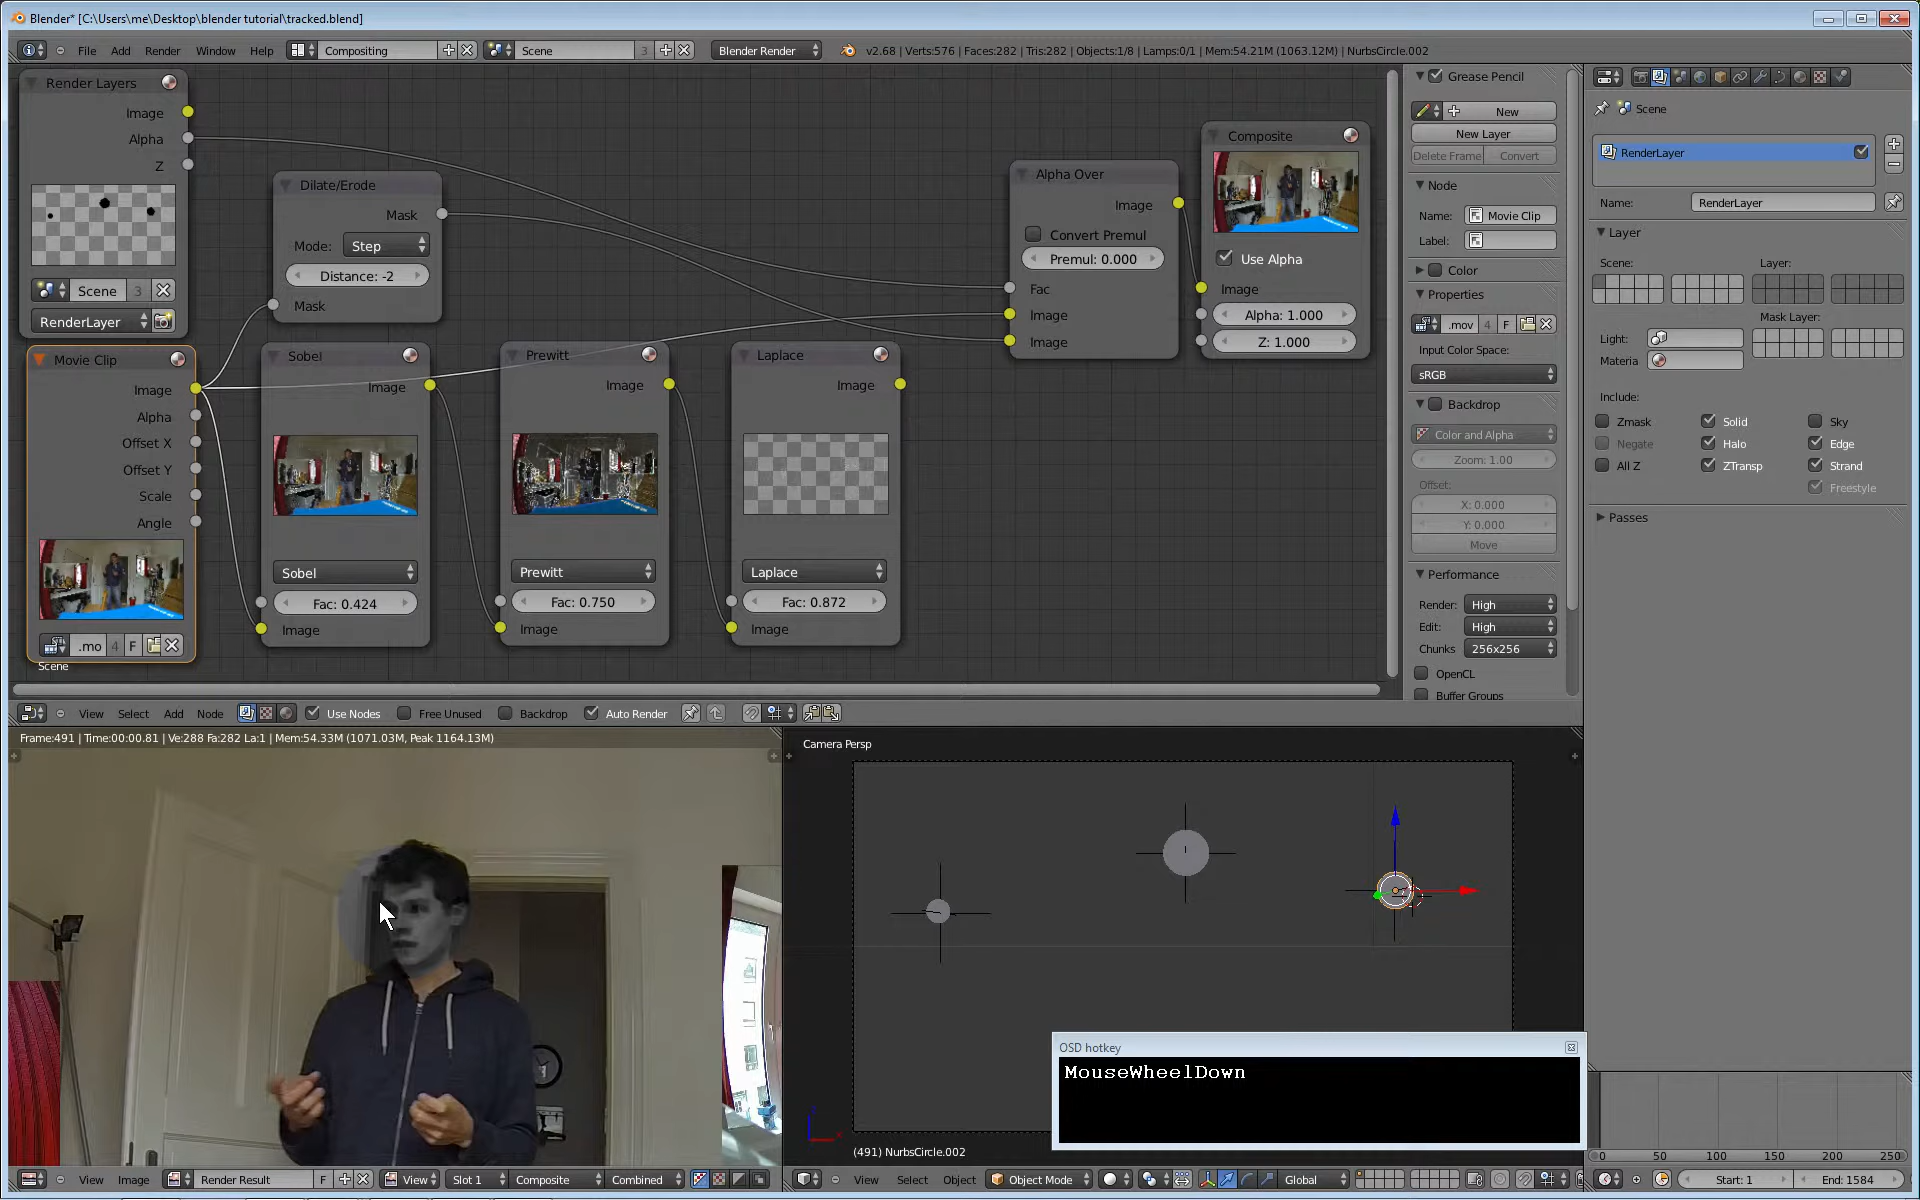 Blender* [C:\Users\me\Desktop\blender tutorial\tracked.blend]
File Add Render Window Help Compositing Scene 3 Blender Render v2.68 | Verts:576 | Faces:282 | Tris:282 | Objects:1/8 | Lamps:0/1 | Mem:54.21M (1063.12M) | NurbsCircle.002
Render Layers
Image
Alpha
Z
Scene 3
RenderLayer
Dilate/Erode
Mask
Mode: Step
Distance: -2
Mask
Movie Clip
Image
Alpha
Offset X
Offset Y
Scale
Angle
.mo 4 F
Scene
Sobel
Image
Sobel
Fac: 0.424
Image
Prewitt
Image
Prewitt
Fac: 0.750
Image
Laplace
Image
Laplace
Fac: 0.872
Image
Alpha Over
Image
Convert Premul
Premul: 0.000
Fac
Image
Image
Composite
Use Alpha
Image
Alpha: 1.000
Z: 1.000
Grease Pencil
New
New Layer
Delete Frame Convert
Node
Name: Movie Clip
Label:
Color
Properties
.mov 4 F
Input Color Space:
sRGB
Backdrop
Color and Alpha
Zoom: 1.00
Offset:
X: 0.000
Y: 0.000
Move
Performance
Render: High
Edit: High
Chunks 256x256
OpenCL
Buffer Groups
Scene
RenderLayer
Name: RenderLayer
Layer
Scene: Layer:
Mask Layer:
Light:
Materia
Include:
Zmask Solid Sky
Negate Halo Edge
All Z ZTransp Strand
Freestyle
Passes
View Select Add Node Use Nodes Free Unused Backdrop Auto Render
Frame:491 | Time:00:00.81 | Ve:288 Fa:282 La:1 | Mem:54.33M (1071.03M, Peak 1164.13M)
Camera Persp
(491) NurbsCircle.002
OSD hotkey
MouseWheelDown
0 50 100 150 200 250
View Image Render Result F View Slot 1 Composite Combined
View Select Object Object Mode Global
Start: 1 End: 1584